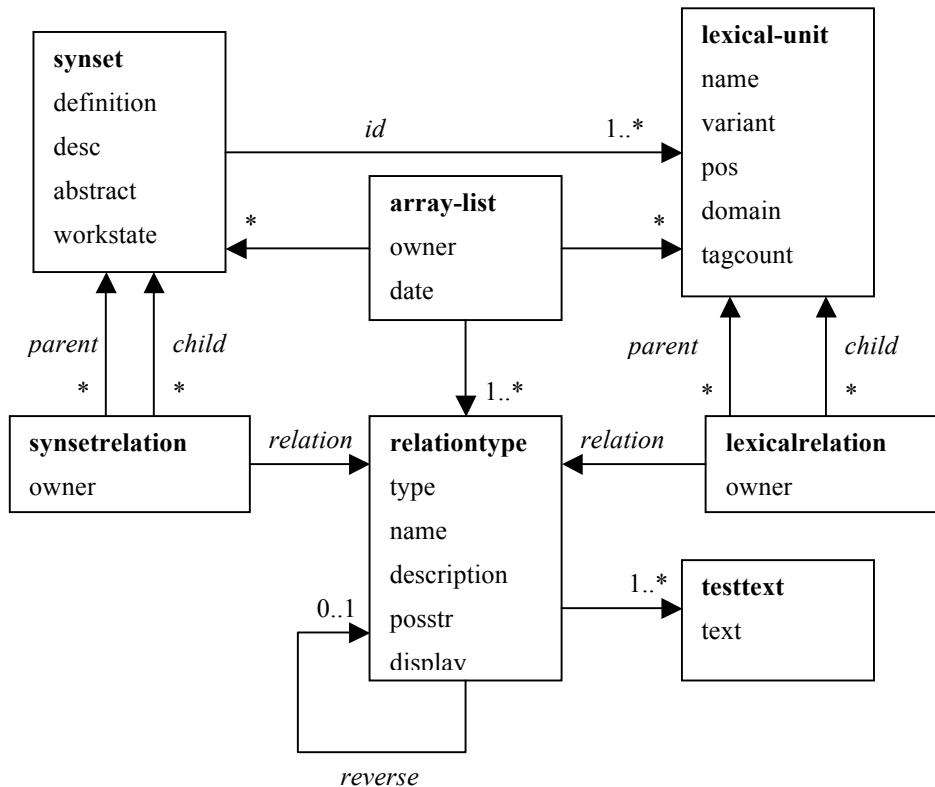 synset
definition
desc
abstract
workstate
id
1..*
lexical-unit
name
variant
pos
domain
tagcount
*
array-list
owner
date
*
parent
*
child
*
1..*
parent
*
child
*
synsetrelation
owner
relation
relationtype
type
name
description
posstr
display
relation
lexicalrelation
owner
0..1
1..*
testtext
text
reverse